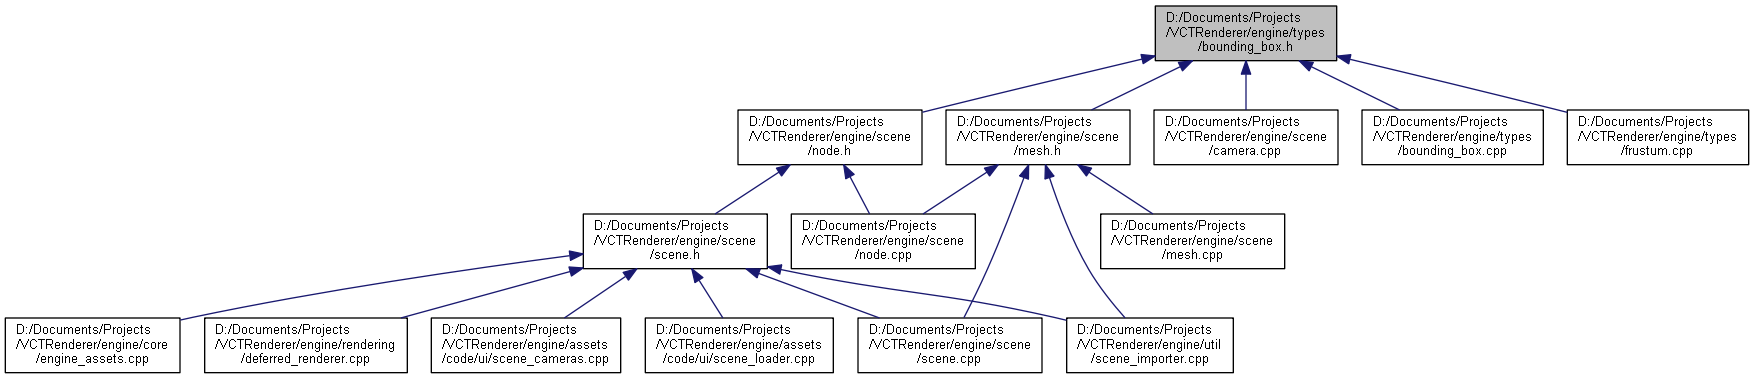 D:/Documents/Projects
/VCTRenderer/engine/types
/bounding_box.h
D:/Documents/Projects
/VCTRenderer/engine/scene
/node.h
D:/Documents/Projects
/VCTRenderer/engine/scene
/mesh.h
D:/Documents/Projects
/VCTRenderer/engine/scene
/camera.cpp
D:/Documents/Projects
/VCTRenderer/engine/types
/bounding_box.cpp
D:/Documents/Projects
/VCTRenderer/engine/types
/frustum.cpp
D:/Documents/Projects
/VCTRenderer/engine/scene
/scene.h
D:/Documents/Projects
/VCTRenderer/engine/scene
/node.cpp
D:/Documents/Projects
/VCTRenderer/engine/scene
/mesh.cpp
D:/Documents/Projects
/VCTRenderer/engine/core
/engine_assets.cpp
D:/Documents/Projects
/VCTRenderer/engine/rendering
/deferred_renderer.cpp
D:/Documents/Projects
/VCTRenderer/engine/assets
/code/ui/scene_cameras.cpp
D:/Documents/Projects
/VCTRenderer/engine/assets
/code/ui/scene_loader.cpp
D:/Documents/Projects
/VCTRenderer/engine/scene
/scene.cpp
D:/Documents/Projects
/VCTRenderer/engine/util
/scene_importer.cpp